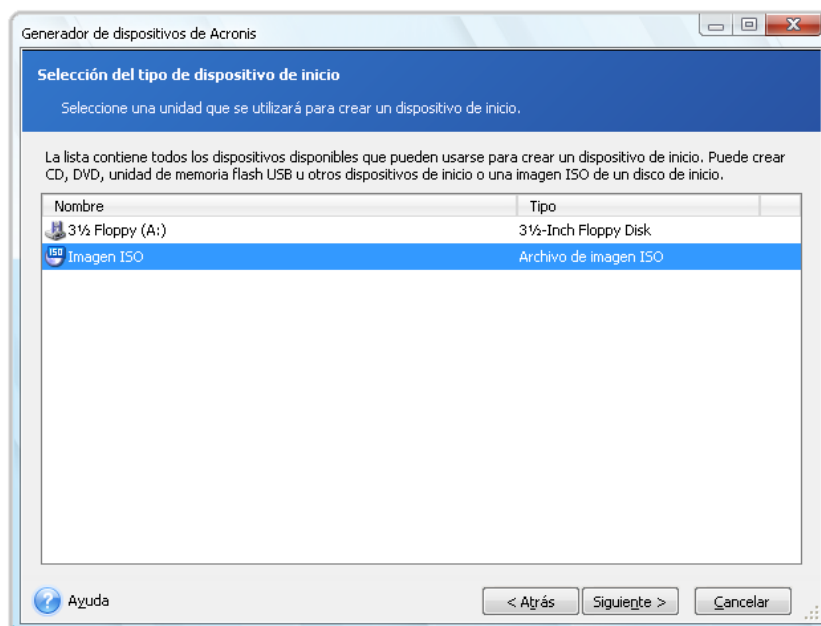 Generador de dispositivos de Acronis
Selección del tipo de dispositivo de inicio
Seleccione una unidad que se utilizará para crear un dispositivo de inicio.
La lista contiene todos los dispositivos disponibles que pueden usarse para crear un dispositivo de inicio. Puede crear
CD, DVD, unidad de memoria flash USB u otros dispositivos de inicio o una imagen ISO de un disco de inicio.
Nombre Tipo
3½ Floppy (A:) 3½-Inch Floppy Disk
ISO Imagen ISO Archivo de imagen ISO
? Ayuda < Atrás Siguiente > Cancelar